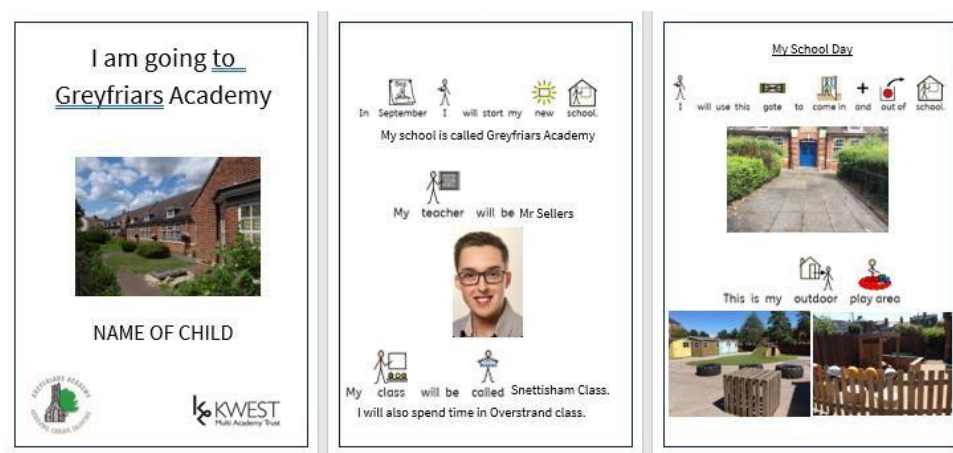 I am going to
Greyfriars Academy
NAME OF CHILD
GREYFRIARS ACADEMY
KWEST
Multi Academy Trust
In September I will start my new school.
My school is called Greyfriars Academy
My teacher will be Mr Sellers
My class will be called Snettisham Class.
I will also spend time in Overstrand class.
My School Day
I will use this gate to come in and out of school.
This is my outdoor play area